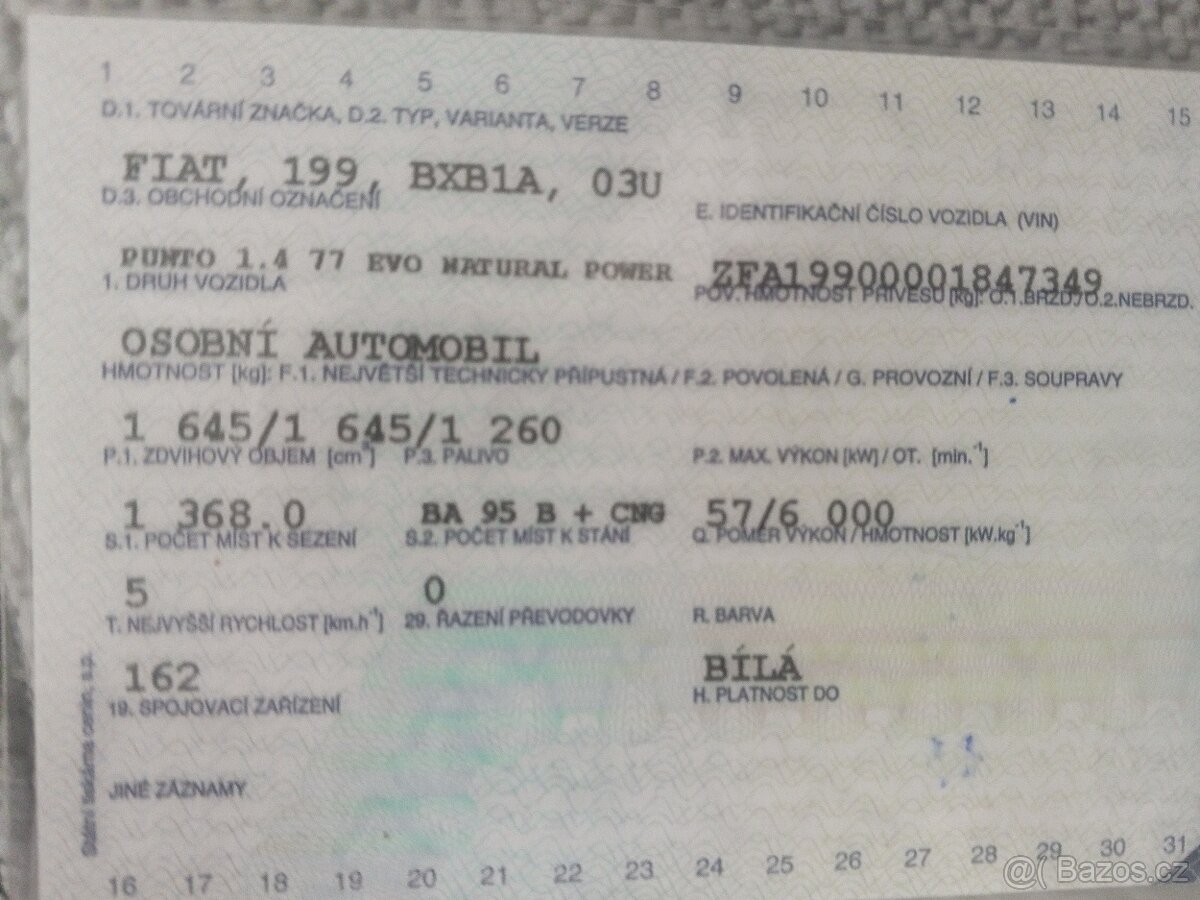 1 2 3 4 5 6 7 8 9 10 11 12 13 14 15
D.1. TOVÁRNÍ ZNAČKA, D.2. TYP, VARIANTA, VERZE
FIAT, 199, BXB1A, 03U
D.3. OBCHODNÍ OZNAČENÍ E. IDENTIFIKAČNÍ ČÍSLO VOZIDLA (VIN)
PUNTO 1.4 77 EVO NATURAL POWER ZFA19900001847349
1. DRUH VOZIDLA POV. HMOTNOST PŘÍVĚSU [kg]: O.1.BRZD./O.2.NEBRZD.
OSOBNÍ AUTOMOBIL
HMOTNOST [kg]: F.1. NEJVĚTŠÍ TECHNICKY PŘÍPUSTNÁ / F.2. POVOLENÁ / G. PROVOZNÍ / F.3. SOUPRAVY
1 645/1 645/1 260
P.1. ZDVIHOVÝ OBJEM [cm³] P.3. PALIVO P.2. MAX. VÝKON [kW] / OT. [min.⁻¹]
1 368.0 BA 95 B + CNG 57/6 000
S.1. POČET MÍST K SEZENÍ S.2. POČET MÍST K STÁNÍ Q. POMĚR VÝKON / HMOTNOST [kW.kg⁻¹]
5 0
T. NEJVYŠŠÍ RYCHLOST [km.h⁻¹] 29. ŘAZENÍ PŘEVODOVKY R. BARVA
162 BÍLÁ
19. SPOJOVACÍ ZAŘÍZENÍ H. PLATNOST DO
JINÉ ZÁZNAMY
Státní tiskárna cenin, s.p.
16 17 18 19 20 21 22 23 24 25 26 27 28 29 30 31
@( Bazos.cz